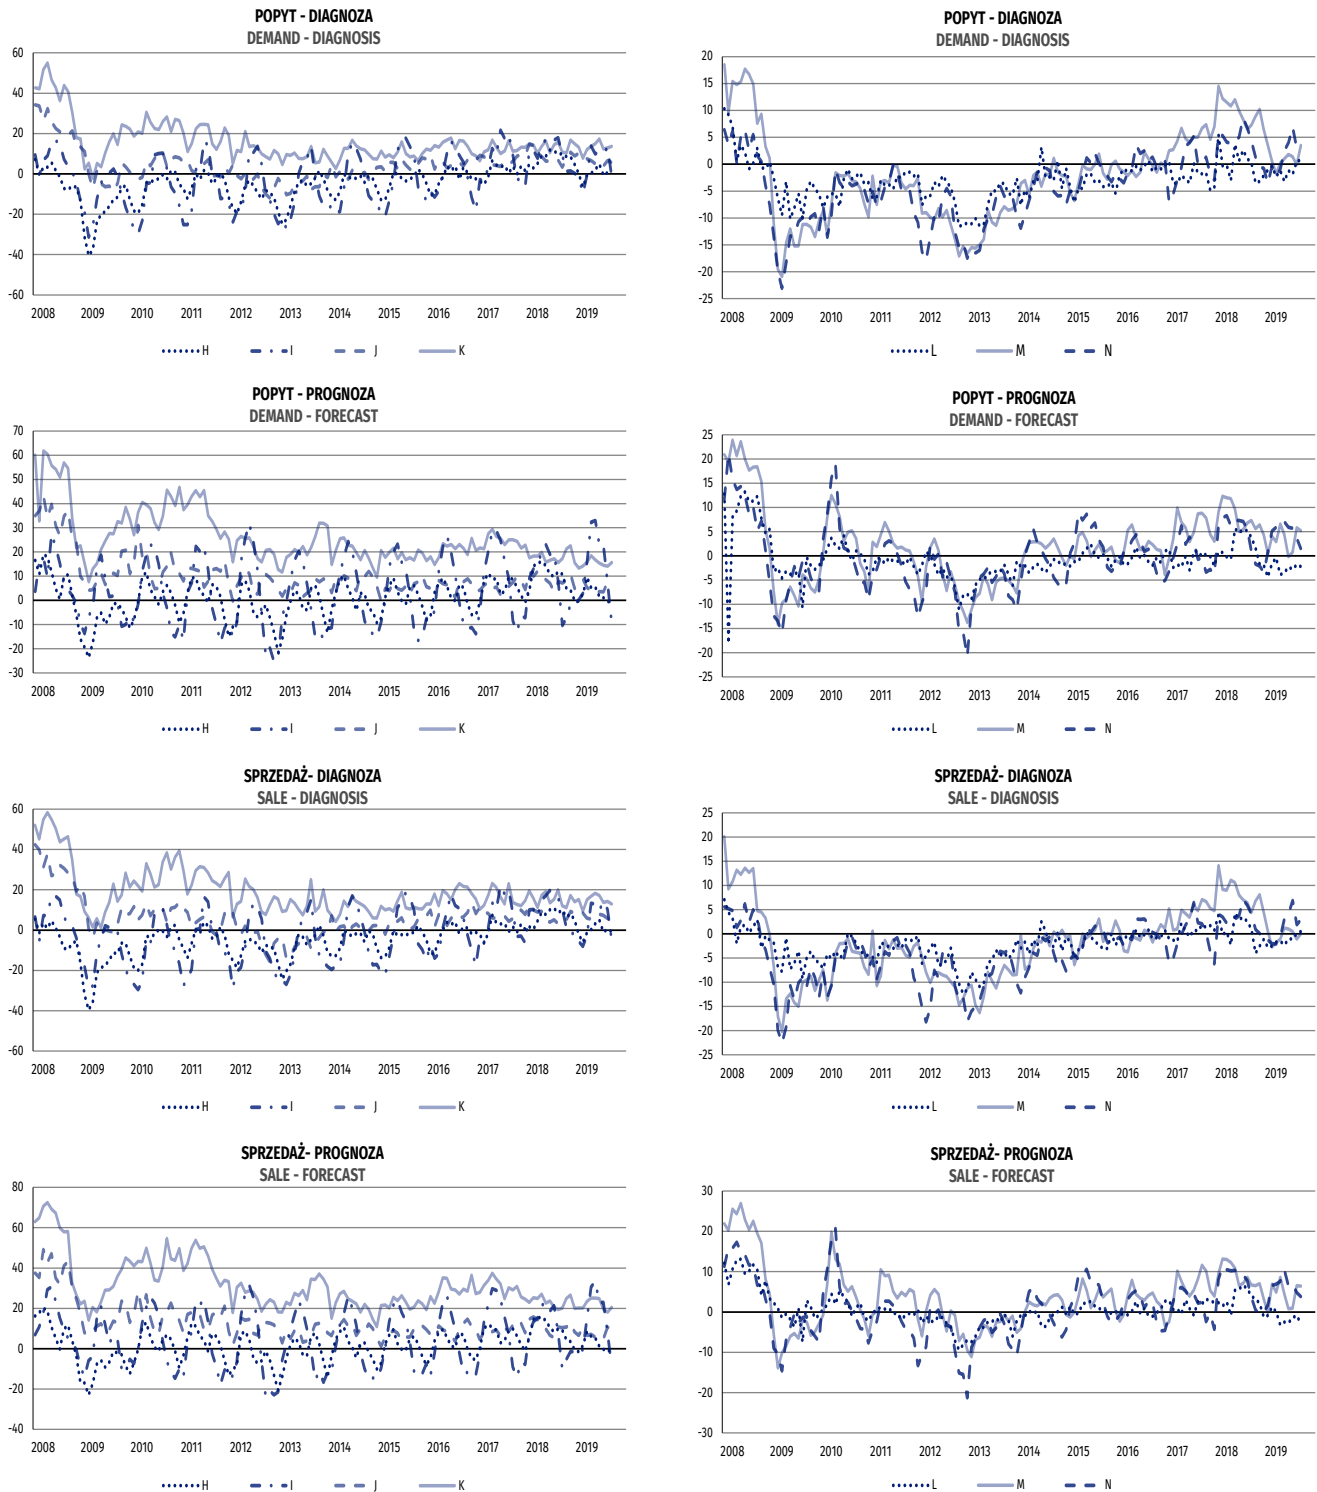 POPYT - DIAGNOZA
DEMAND - DIAGNOSIS
60
40
20
0
-20
-40
-60
2008 2009 2010 2011 2012 2013 2014 2015 2016 2017 2018 2019
H I J K
POPYT - DIAGNOZA
DEMAND - DIAGNOSIS
20
15
10
5
0
-5
-10
-15
-20
-25
2008 2009 2010 2011 2012 2013 2014 2015 2016 2017 2018 2019
L M N
POPYT - PROGNOZA
DEMAND - FORECAST
70
60
50
40
30
20
10
0
-10
-20
-30
2008 2009 2010 2011 2012 2013 2014 2015 2016 2017 2018 2019
H I J K
POPYT - PROGNOZA
DEMAND - FORECAST
25
20
15
10
5
0
-5
-10
-15
-20
-25
2008 2009 2010 2011 2012 2013 2014 2015 2016 2017 2018 2019
L M N
SPRZEDAŻ- DIAGNOZA
SALE - DIAGNOSIS
60
40
20
0
-20
-40
-60
2008 2009 2010 2011 2012 2013 2014 2015 2016 2017 2018 2019
H I J K
SPRZEDAŻ- DIAGNOZA
SALE - DIAGNOSIS
25
20
15
10
5
0
-5
-10
-15
-20
-25
2008 2009 2010 2011 2012 2013 2014 2015 2016 2017 2018 2019
L M N
SPRZEDAŻ- PROGNOZA
SALE - FORECAST
80
60
40
20
0
-20
-40
2008 2009 2010 2011 2012 2013 2014 2015 2016 2017 2018 2019
H I J K
SPRZEDAŻ- PROGNOZA
SALE - FORECAST
30
20
10
0
-10
-20
-30
2008 2009 2010 2011 2012 2013 2014 2015 2016 2017 2018 2019
L M N